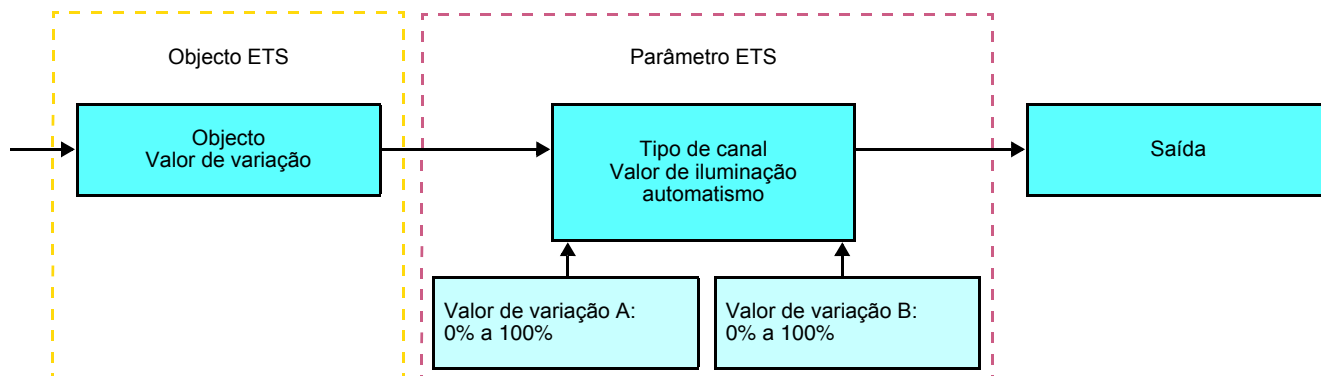 Objecto ETS
Parâmetro ETS
Objecto
Valor de variação
Tipo de canal
Valor de iluminação
automatismo
Saída
Valor de variação A:
0% a 100%
Valor de variação B:
0% a 100%